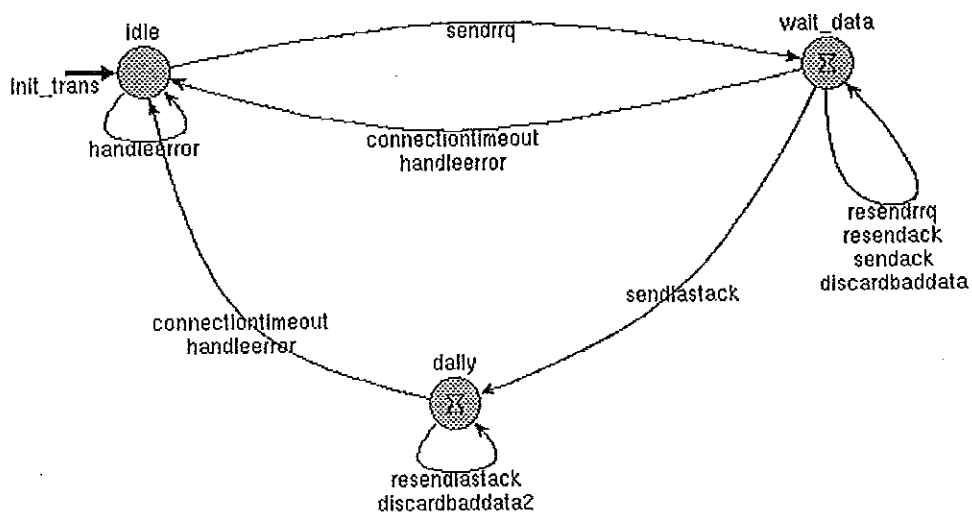 idle
wait_data
sendrrq
init_trans
connectiontimeout
handleerror
handleerror
resendrrq
resendack
sendack
discardbaddata
sendlastack
connectiontimeout
handleerror
dally
resendlastack
discardbaddata2